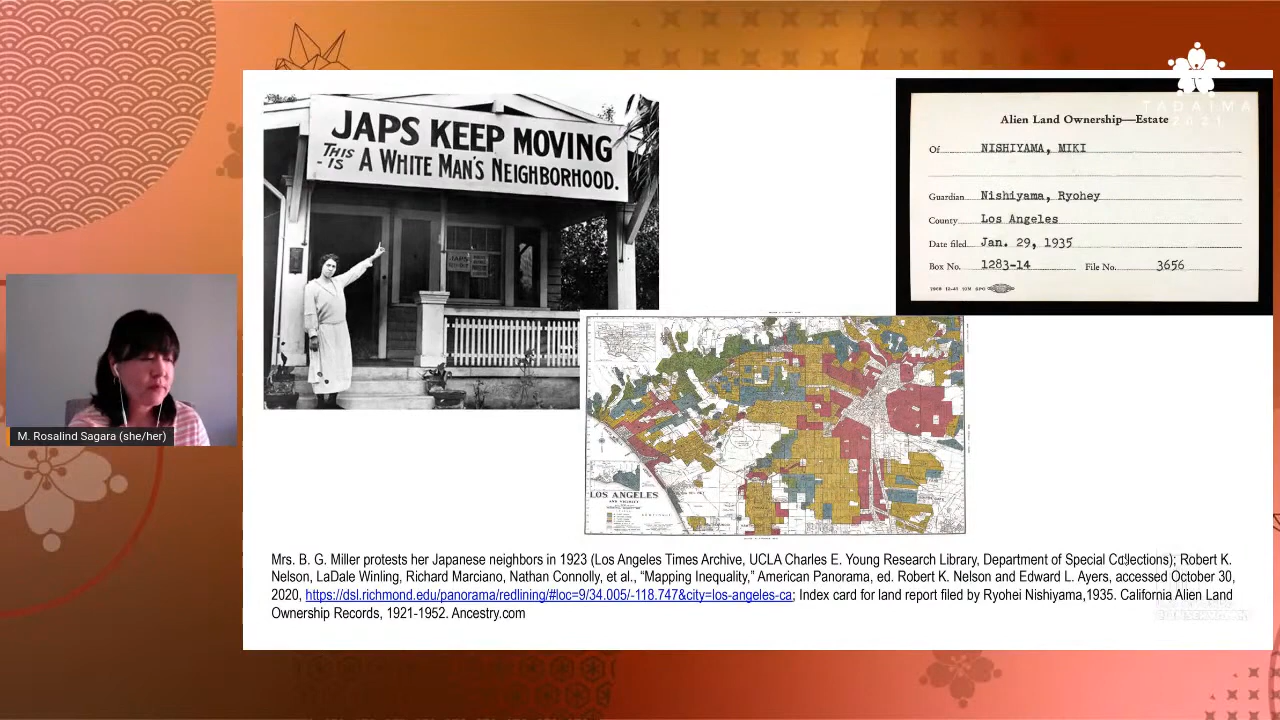 JAPS KEEP MOVING
THIS IS A WHITE MAN'S NEIGHBORHOOD.
JAPS
TADAIMA
2021
Alien Land Ownership—Estate
Of NISHIYAMA, MIKI
Guardian Nishiyama, Ryohey
County Los Angeles
Date filed Jan. 29, 1935
Box No. 1283-14 File No. 3656
LOS ANGELES
AND VICINITY
M. Rosalind Sagara (she/her)
Mrs. B. G. Miller protests her Japanese neighbors in 1923 (Los Angeles Times Archive, UCLA Charles E. Young Research Library, Department of Special Collections); Robert K.
Nelson, LaDale Winling, Richard Marciano, Nathan Connolly, et al., “Mapping Inequality,” American Panorama, ed. Robert K. Nelson and Edward L. Ayers, accessed October 30,
2020, https://dsl.richmond.edu/panorama/redlining/#loc=9/34.005/-118.747&city=los-angeles-ca; Index card for land report filed by Ryohei Nishiyama,1935. California Alien Land
Ownership Records, 1921-1952. Ancestry.com